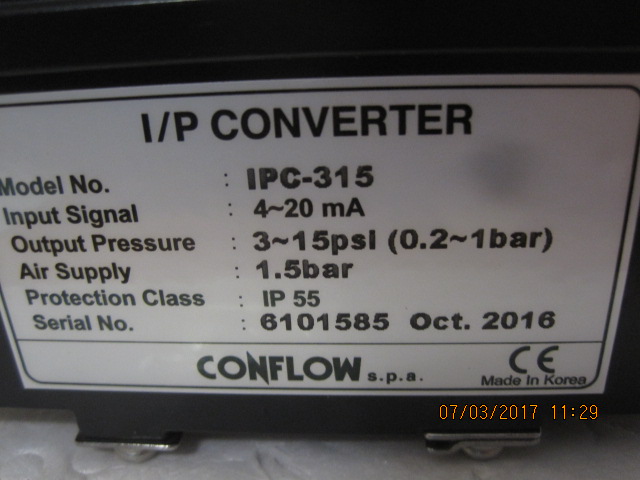 I/P CONVERTER
Model No. : IPC-315
Input Signal : 4~20 mA
Output Pressure : 3~15psI (0.2~1bar)
Air Supply : 1.5bar
Protection Class : IP 55
Serial No. : 6101585 Oct. 2016
CONFLOW s.p.a. CE
Made In Korea
07/03/2017 11:29